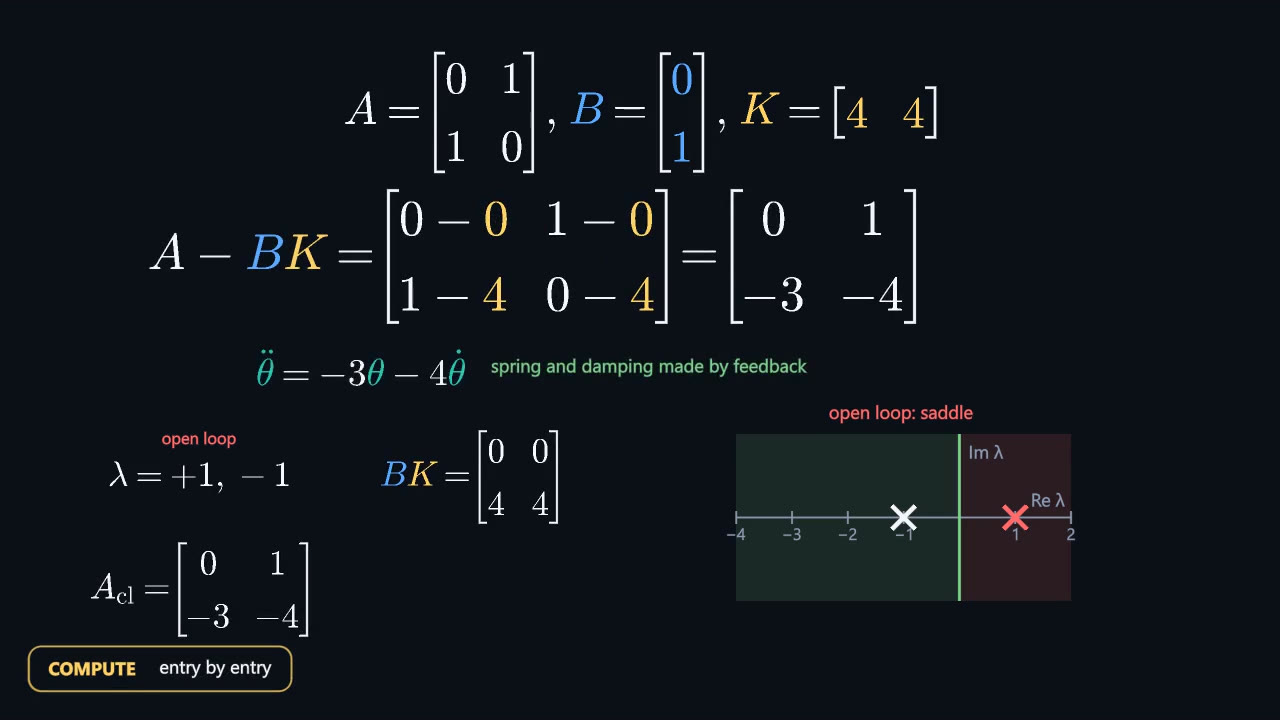 A = [0 1; 1 0], B = [0; 1], K = [4 4]
A − BK = [0 − 0 1 − 0; 1 − 4 0 − 4] = [0 1; −3 −4]
θ̈ = −3θ − 4θ̇ spring and damping made by feedback
open loop: saddle
open loop
λ = +1, − 1
BK = [0 0; 4 4]
Im λ
Re λ
−4 −3 −2 −1 1 2
A_cl = [0 1; −3 −4]
COMPUTE entry by entry